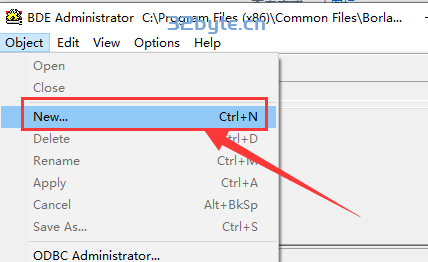 BDE Administrator C:\Program Files (x86)\Common Files\Borla...
32byte.cn
Object Edit View Options Help
Open
Close
New... Ctrl+N
Delete Ctrl+D
Rename Ctrl+M
Apply Ctrl+A
Cancel Alt+BkSp
Save As... Ctrl+S
ODBC Administrator...